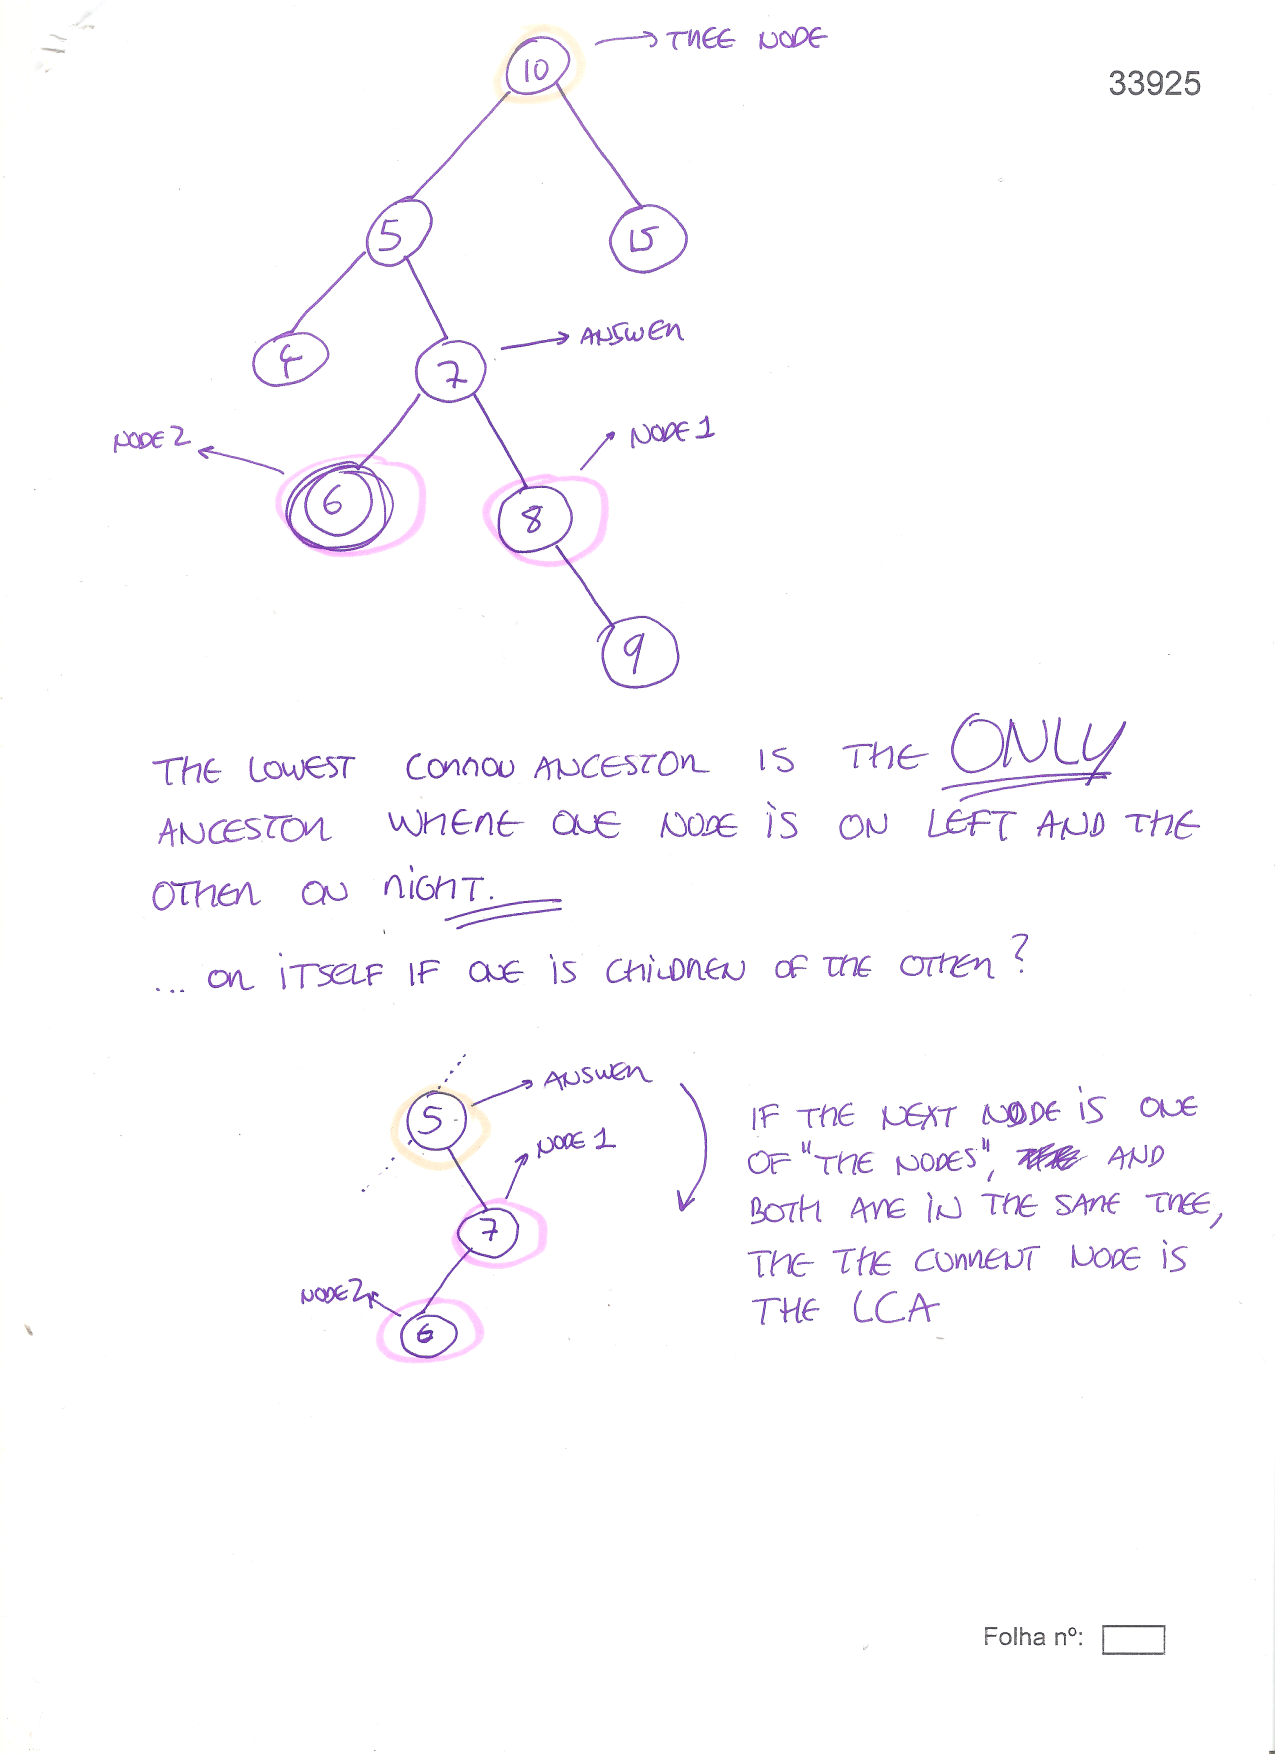 10 → TREE NODE
33925
5
15
4
7 → ANSWER
NODE 2
NODE 1
6
8
9
THE LOWEST COMMON ANCESTOR IS THE ONLY
ANCESTOR WHERE ONE NODE IS ON LEFT AND THE
OTHER ON RIGHT.
... OR ITSELF IF ONE IS CHILDREN OF THE OTHER?
5 → ANSWER
NODE 1
7
NODE 2
6
IF THE NEXT NODE IS ONE
OF "THE NODES", AND
BOTH ARE IN THE SAME TREE,
THE THE CURRENT NODE IS
THE LCA
Folha nº: